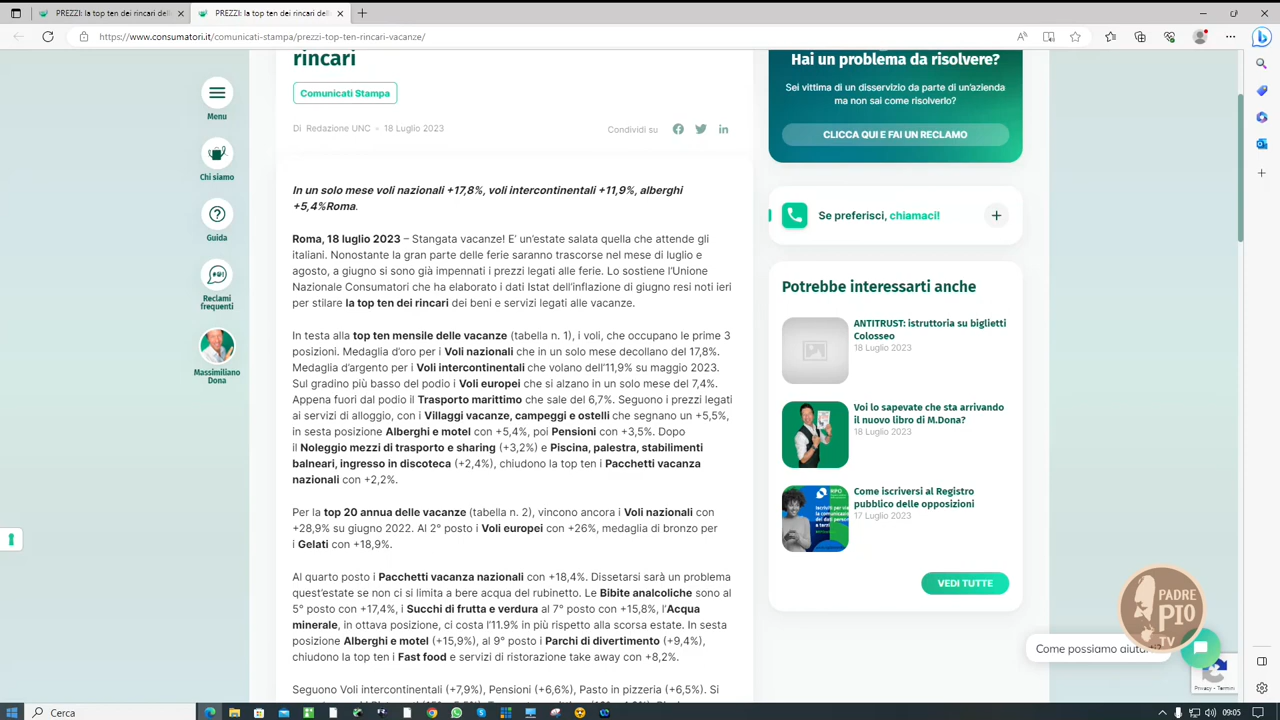 PREZZI: la top ten dei rincari del
PREZZI: la top ten dei rincari del
https://www.consumatori.it/comunicati-stampa/prezzi-top-ten-rincari-vacanze/
rincari
Comunicati Stampa
Di Redazione UNC - 18 Luglio 2023
Condividi su
In un solo mese voli nazionali +17,8%, voli intercontinentali +11,9%, alberghi
+5,4%Roma.
Roma, 18 luglio 2023 – Stangata vacanze! E' un'estate salata quella che attende gli
italiani. Nonostante la gran parte delle ferie saranno trascorse nel mese di luglio e
agosto, a giugno si sono già impennati i prezzi legati alle ferie. Lo sostiene l'Unione
Nazionale Consumatori che ha elaborato i dati Istat dell'inflazione di giugno resi noti ieri
per stilare la top ten dei rincari dei beni e servizi legati alle vacanze.
In testa alla top ten mensile delle vacanze (tabella n. 1), i voli, che occupano le prime 3
posizioni. Medaglia d'oro per i Voli nazionali che in un solo mese decollano del 17,8%.
Medaglia d'argento per i Voli intercontinentali che volano dell'11,9% su maggio 2023.
Sul gradino più basso del podio i Voli europei che si alzano in un solo mese del 7,4%.
Appena fuori dal podio il Trasporto marittimo che sale del 6,7%. Seguono i prezzi legati
ai servizi di alloggio, con i Villaggi vacanze, campeggi e ostelli che segnano un +5,5%,
in sesta posizione Alberghi e motel con +5,4%, poi Pensioni con +3,5%. Dopo
il Noleggio mezzi di trasporto e sharing (+3,2%) e Piscina, palestra, stabilimenti
balneari, ingresso in discoteca (+2,4%), chiudono la top ten i Pacchetti vacanza
nazionali con +2,2%.
Per la top 20 annua delle vacanze (tabella n. 2), vincono ancora i Voli nazionali con
+28,9% su giugno 2022. Al 2° posto i Voli europei con +26%, medaglia di bronzo per
i Gelati con +18,9%.
Al quarto posto i Pacchetti vacanza nazionali con +18,4%. Dissetarsi sarà un problema
quest'estate se non ci si limita a bere acqua del rubinetto. Le Bibite analcoliche sono al
5° posto con +17,4%, i Succhi di frutta e verdura al 7° posto con +15,8%, l'Acqua
minerale, in ottava posizione, ci costa l'11.9% in più rispetto alla scorsa estate. In sesta
posizione Alberghi e motel (+15,9%), al 9° posto i Parchi di divertimento (+9,4%),
chiudono la top ten i Fast food e servizi di ristorazione take away con +8,2%.
Seguono Voli intercontinentali (+7,9%), Pensioni (+6,6%), Pasto in pizzeria (+6,5%). Si
Menu
Chi siamo
Guida
Reclami
frequenti
Massimiliano
Dona
Hai un problema da risolvere?
Sei vittima di un disservizio da parte di un'azienda
ma non sai come risolverlo?
CLICCA QUI E FAI UN RECLAMO
Se preferisci, chiamaci!
Potrebbe interessarti anche
ANTITRUST: istruttoria su biglietti
Colosseo
18 Luglio 2023
Voi lo sapevate che sta arrivando
il nuovo libro di M.Dona?
18 Luglio 2023
Come iscriversi al Registro
pubblico delle opposizioni
17 Luglio 2023
VEDI TUTTE
PADRE
PIO
TV
Come possiamo aiutarti?
Privacy - Termini
Cerca
09:05